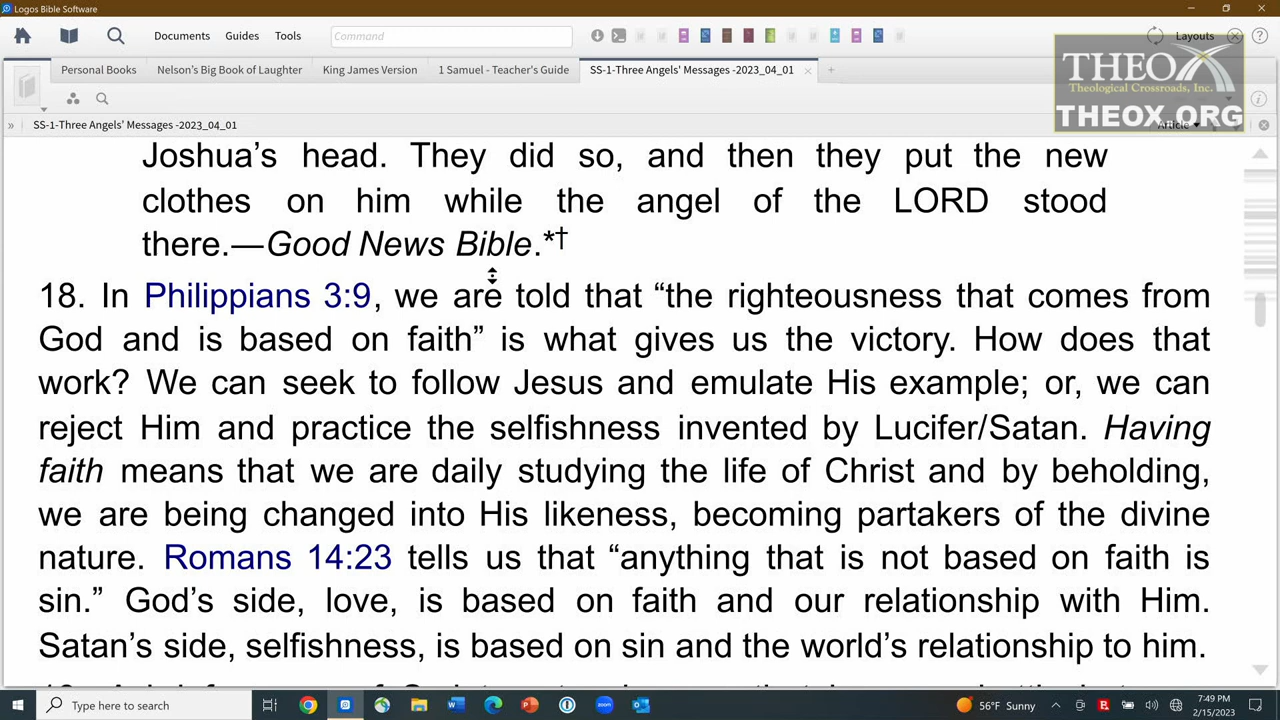 Logos Bible Software
Documents Guides Tools Command Layouts
Personal Books Nelson's Big Book of Laughter King James Version 1 Samuel - Teacher's Guide SS-1-Three Angels' Messages -2023_04_01
THEOX
Theological Crossroads, Inc.
THEOX.ORG
SS-1-Three Angels' Messages -2023_04_01 Article
Joshua's head. They did so, and then they put the new
clothes on him while the angel of the LORD stood
there.—Good News Bible.*†
18. In Philippians 3:9, we are told that “the righteousness that comes from
God and is based on faith” is what gives us the victory. How does that
work? We can seek to follow Jesus and emulate His example; or, we can
reject Him and practice the selfishness invented by Lucifer/Satan. Having
faith means that we are daily studying the life of Christ and by beholding,
we are being changed into His likeness, becoming partakers of the divine
nature. Romans 14:23 tells us that “anything that is not based on faith is
sin.” God’s side, love, is based on faith and our relationship with Him.
Satan’s side, selfishness, is based on sin and the world’s relationship to him.
Type here to search
56°F Sunny
7:49 PM
2/15/2023